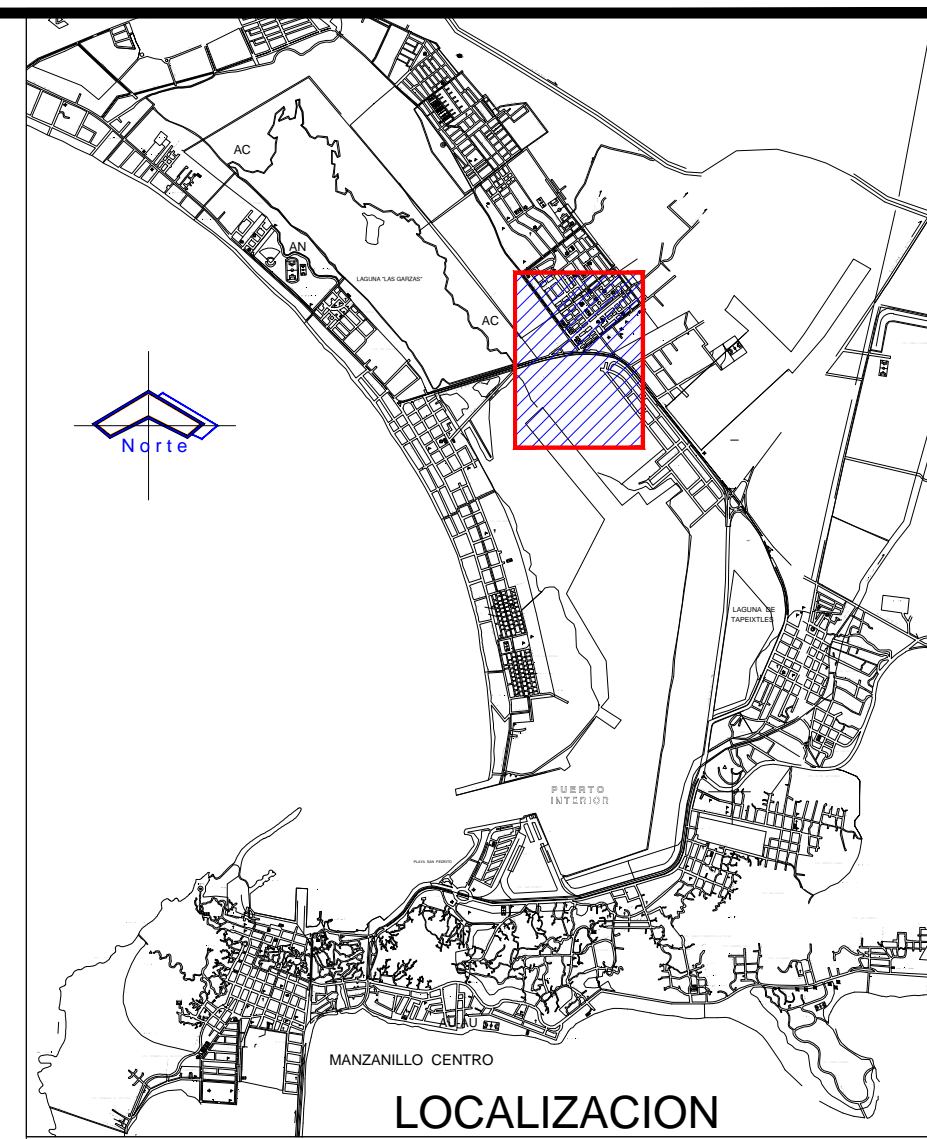 AC
AN
LAGUNA "LAS GARZAS"
AC
Norte
LAGUNA DE
TAPEIXTLES
PUERTO
INTERIOR
PLAYA SAN PEDRITO
MANZANILLO CENTRO
LOCALIZACION